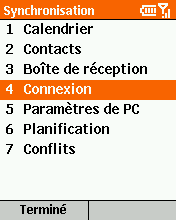 Synchronisation
1 Calendrier
2 Contacts
3 Boîte de réception
4 Connexion
5 Paramètres de PC
6 Planification
7 Conflits
Terminé